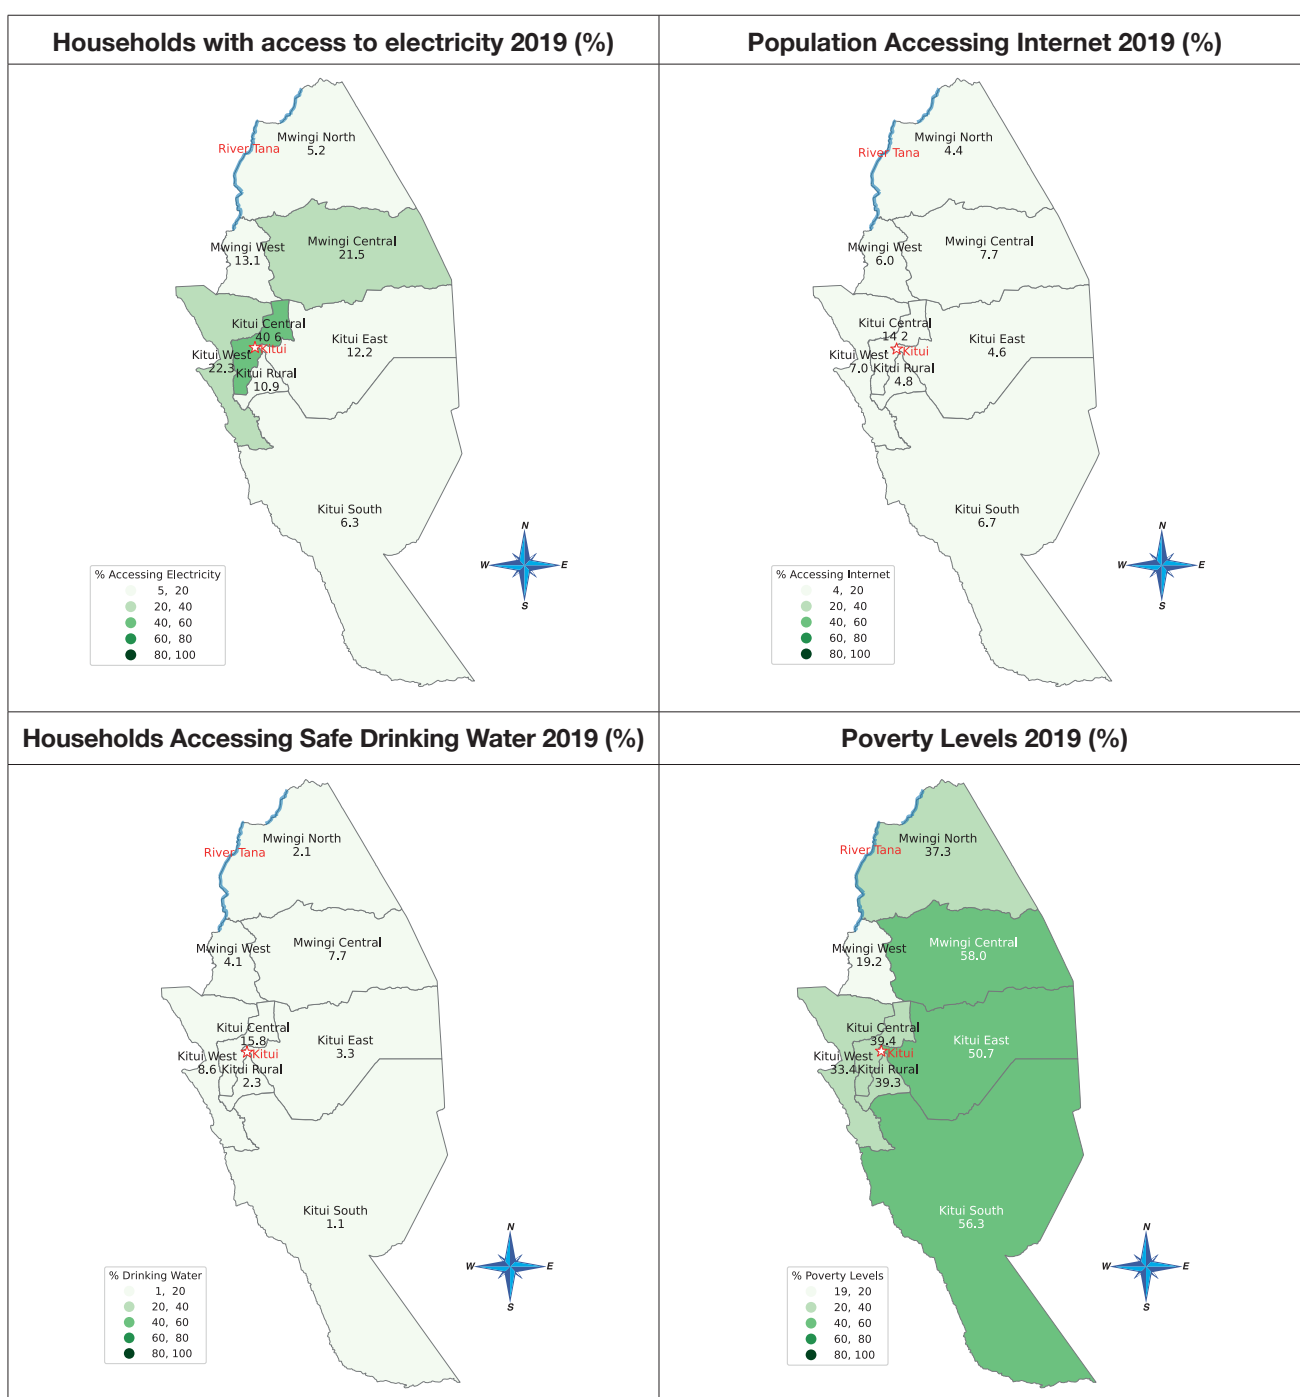 Households with access to electricity 2019 (%)
Mwingi North
5.2
River Tana
Mwingi West
13.1
Mwingi Central
21.5
Kitui Central
40 6
Kitui
Kitui West
22.3
Kitui Rural
10.9
Kitui East
12.2
Kitui South
6.3
N
W
E
S
% Accessing Electricity
5, 20
20, 40
40, 60
60, 80
80, 100
Population Accessing Internet 2019 (%)
Mwingi North
4.4
River Tana
Mwingi West
6.0
Mwingi Central
7.7
Kitui Central
14 2
Kitui
Kitui West
7.0
Kitui Rural
4.8
Kitui East
4.6
Kitui South
6.7
N
W
E
S
% Accessing Internet
4, 20
20, 40
40, 60
60, 80
80, 100
Households Accessing Safe Drinking Water 2019 (%)
Mwingi North
2.1
River Tana
Mwingi West
4.1
Mwingi Central
7.7
Kitui Central
15.8
Kitui
Kitui West
8.6
Kitui Rural
2.3
Kitui East
3.3
Kitui South
1.1
N
W
E
S
% Drinking Water
1, 20
20, 40
40, 60
60, 80
80, 100
Poverty Levels 2019 (%)
Mwingi North
37.3
River Tana
Mwingi West
19.2
Mwingi Central
58.0
Kitui Central
39.4
Kitui
Kitui West
33.4
Kitui Rural
39.3
Kitui East
50.7
Kitui South
56.3
N
W
E
S
% Poverty Levels
19, 20
20, 40
40, 60
60, 80
80, 100